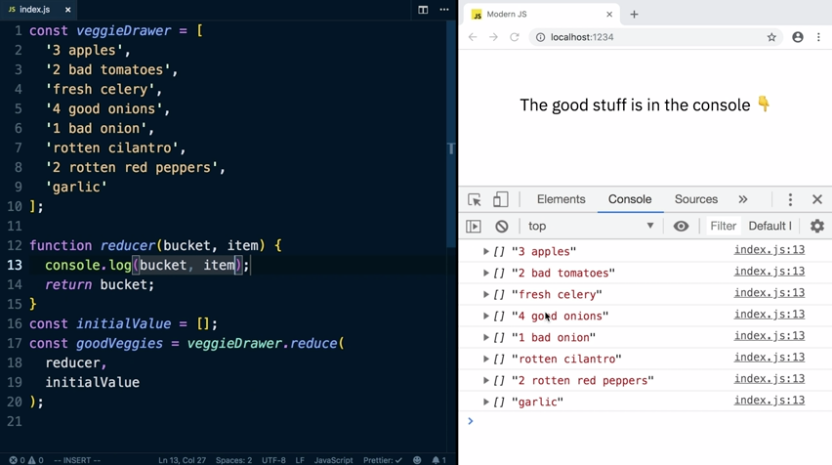 JS index.js ×
1 const veggieDrawer = [
2 '3 apples',
3 '2 bad tomatoes',
4 'fresh celery',
5 '4 good onions',
6 '1 bad onion',
7 'rotten cilantro',
8 '2 rotten red peppers',
9 'garlic'
10 ];
11
12 function reducer(bucket, item) {
13 console.log(bucket, item);
14 return bucket;
15 }
16 const initialValue = [];
17 const goodVeggies = veggieDrawer.reduce(
18 reducer,
19 initialValue
20 );
21
0 0 -- INSERT -- Ln 13, Col 27 Spaces: 2 UTF-8 LF JavaScript Prettier: ✓ 1
JS Modern JS × +
localhost:1234
The good stuff is in the console 👇
Elements Console Sources » ×
top Filter Default l
[] "3 apples" index.js:13
[] "2 bad tomatoes" index.js:13
[] "fresh celery" index.js:13
[] "4 good onions" index.js:13
[] "1 bad onion" index.js:13
[] "rotten cilantro" index.js:13
[] "2 rotten red peppers" index.js:13
[] "garlic" index.js:13
>